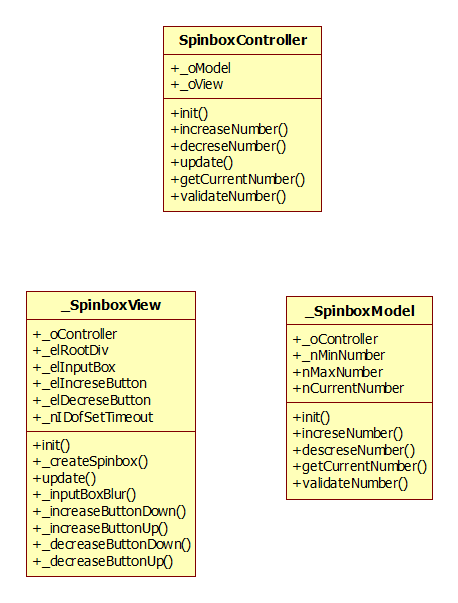 SpinboxController
+_oModel
+_oView
+init()
+increaseNumber()
+decreseNumber()
+update()
+getCurrentNumber()
+validateNumber()
_SpinboxView
+_oController
+_elRootDiv
+_elInputBox
+_elIncreseButton
+_elDecreseButton
+_nIDofSetTimeout
+init()
+_createSpinbox()
+update()
+_inputBoxBlur()
+_increaseButtonDown()
+_increaseButtonUp()
+_decreaseButtonDown()
+_decreaseButtonUp()
_SpinboxModel
+_oController
+_nMinNumber
+nMaxNumber
+nCurrentNumber
+init()
+increseNumber()
+descreseNumber()
+getCurrentNumber()
+validateNumber()